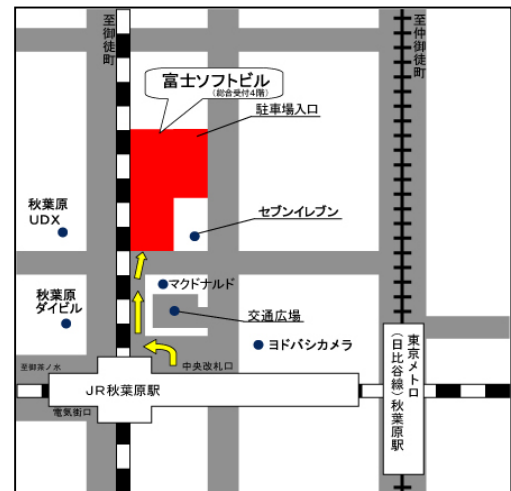 至御徒町
至仲御徒町
富士ソフトビル
(総合受付4階)
駐車場入口
秋葉原
UDX
セブンイレブン
マクドナルド
秋葉原
ダイビル
交通広場
ヨドバシカメラ
至御茶ノ水
中央改札口
JR秋葉原駅
電気街口
東京メトロ
(日比谷線)秋葉原駅